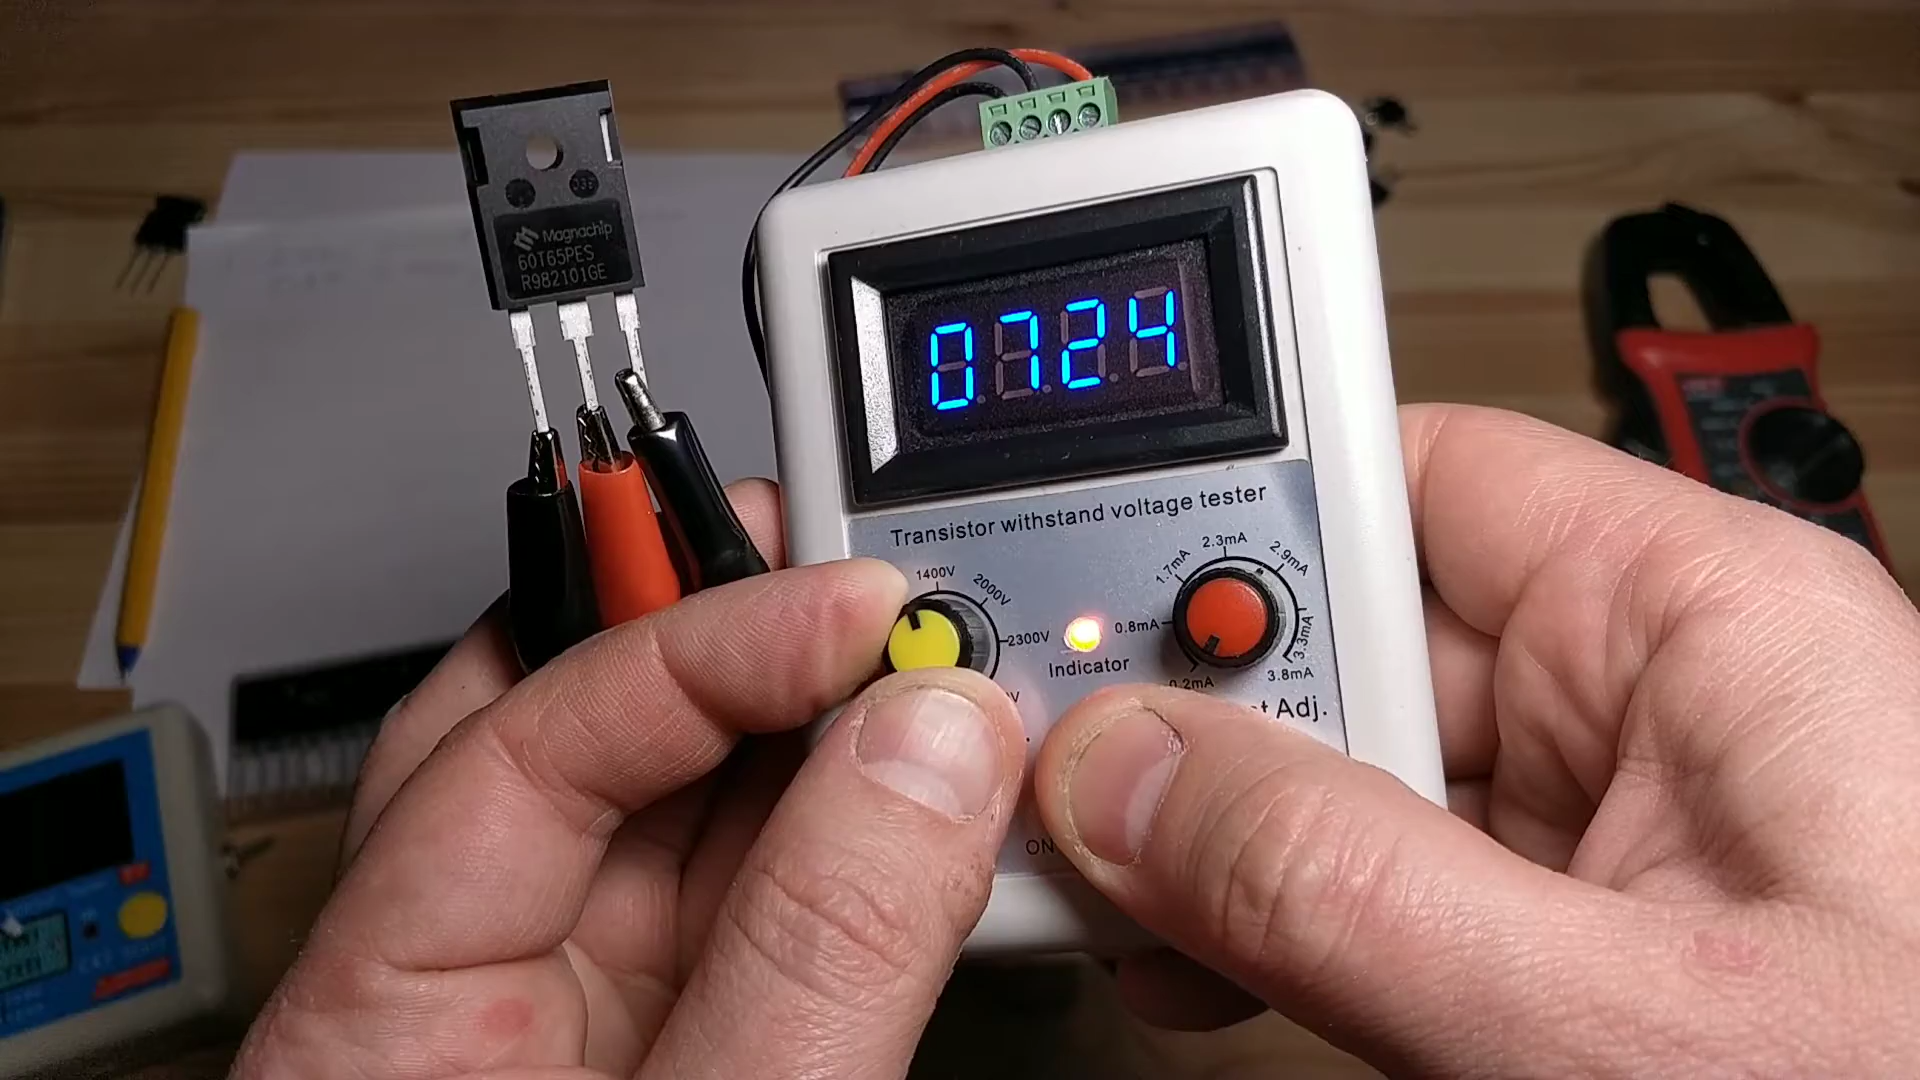 Magnachip
60T65PES
R982101GE
0724
Transistor withstand voltage tester
1400V
2000V
2300V
V
Indicator
0.2mA
0.8mA
1.7mA
2.3mA
2.9mA
3.3mA
3.8mA
Adj.
ON